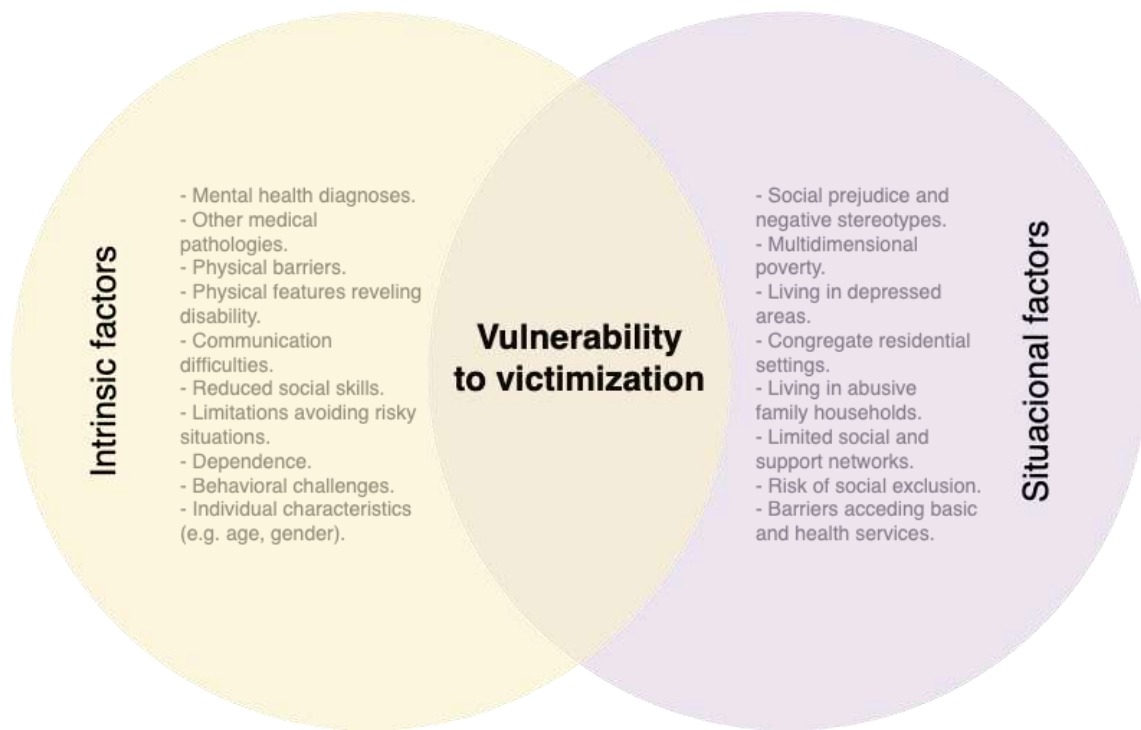 Intrinsic factors
- Mental health diagnoses.
- Other medical
pathologies.
- Physical barriers.
- Physical features reveling
disability.
- Communication
difficulties.
- Reduced social skills.
- Limitations avoiding risky
situations.
- Dependence.
- Behavioral challenges.
- Individual characteristics
(e.g. age, gender).
Vulnerability
to victimization
- Social prejudice and
negative stereotypes.
- Multidimensional
poverty.
- Living in depressed
areas.
- Congregate residential
settings.
- Living in abusive
family households.
- Limited social and
support networks.
- Risk of social exclusion.
- Barriers acceding basic
and health services.
Situacional factors